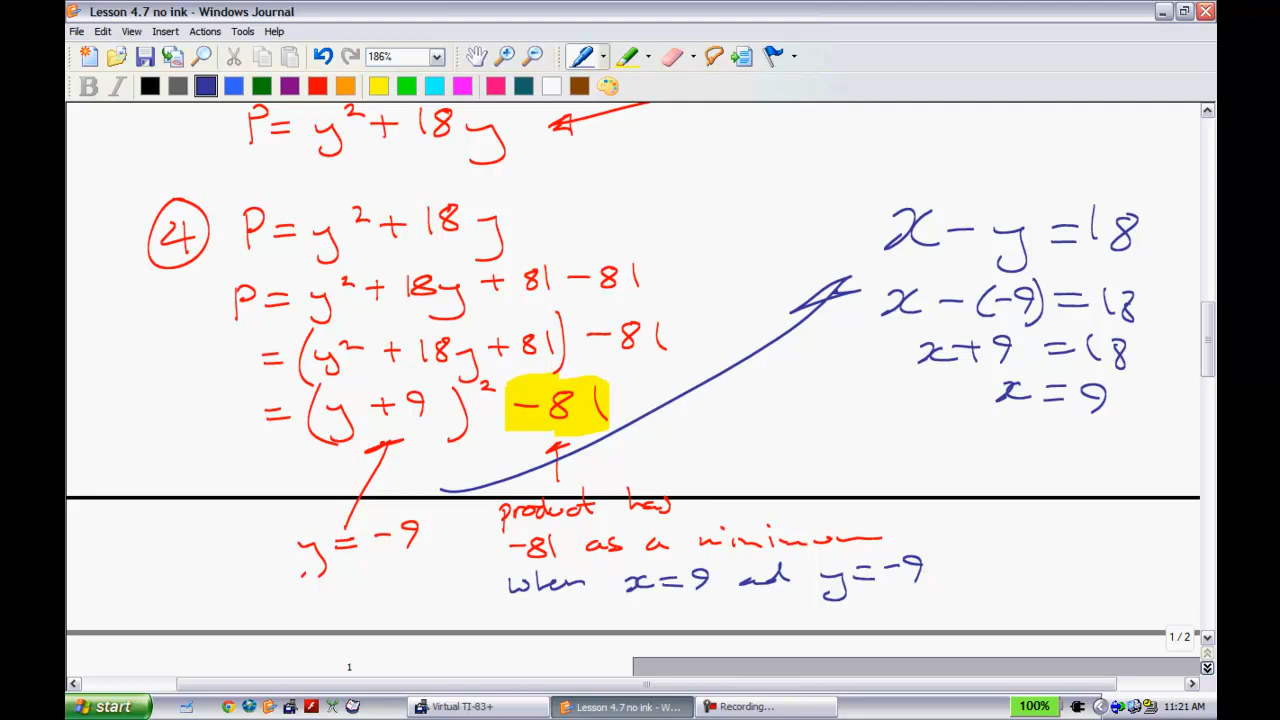 Lesson 4.7 no ink - Windows Journal
File Edit View Insert Actions Tools Help
186%
B I
P = y² + 18y
④ P = y² + 18y
P = y² + 18y + 81 - 81
= (y² + 18y + 81) - 81
= (y + 9)² - 81
y = -9
product has
-81 as a minimum
when x = 9 and y = -9
x - y = 18
x - (-9) = 18
x + 9 = 18
x = 9
1 / 2
1
start Virtual TI-83+ Lesson 4.7 no ink - W... Recording... 100% 11:21 AM